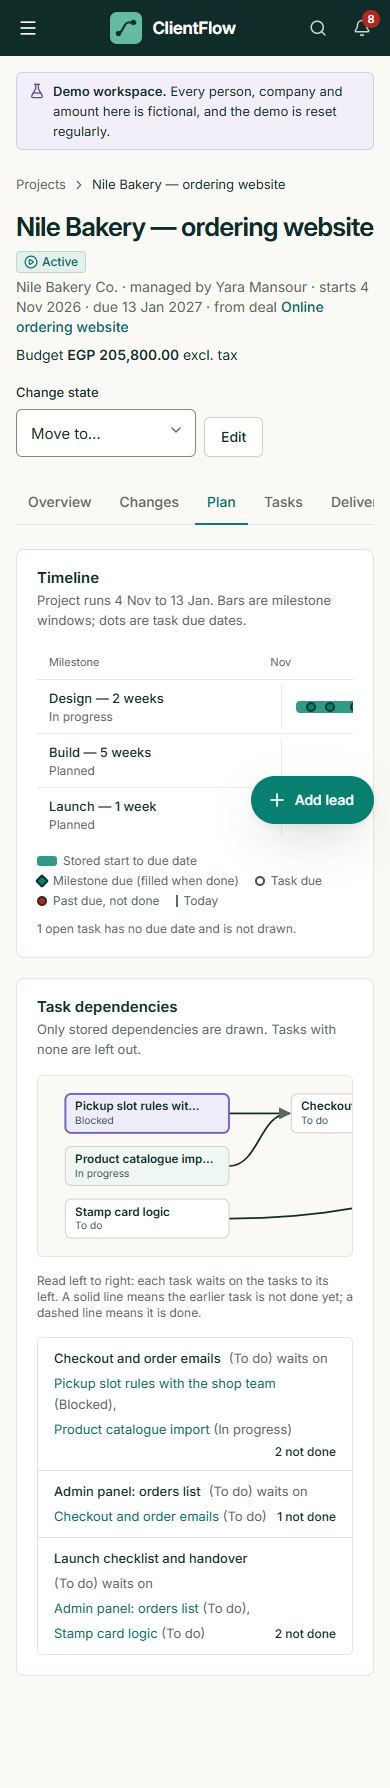 ClientFlow
8
Demo workspace. Every person, company and
amount here is fictional, and the demo is reset
regularly.
Projects > Nile Bakery — ordering website
Nile Bakery — ordering website
Active
Nile Bakery Co. · managed by Yara Mansour · starts 4
Nov 2026 · due 13 Jan 2027 · from deal Online
ordering website
Budget EGP 205,800.00 excl. tax
Change state
Move to...
Edit
Overview Changes Plan Tasks Deliver
Timeline
Project runs 4 Nov to 13 Jan. Bars are milestone
windows; dots are task due dates.
Milestone Nov
Design — 2 weeks
In progress
Build — 5 weeks
Planned
Launch — 1 week
Planned
Add lead
Stored start to due date
Milestone due (filled when done) Task due
Past due, not done Today
1 open task has no due date and is not drawn.
Task dependencies
Only stored dependencies are drawn. Tasks with
none are left out.
Pickup slot rules wit...
Blocked
Checkout
To do
Product catalogue imp...
In progress
Stamp card logic
To do
Read left to right: each task waits on the tasks to its
left. A solid line means the earlier task is not done yet; a
dashed line means it is done.
Checkout and order emails (To do) waits on
Pickup slot rules with the shop team
(Blocked),
Product catalogue import (In progress)
2 not done
Admin panel: orders list (To do) waits on
Checkout and order emails (To do) 1 not done
Launch checklist and handover
(To do) waits on
Admin panel: orders list (To do),
Stamp card logic (To do) 2 not done